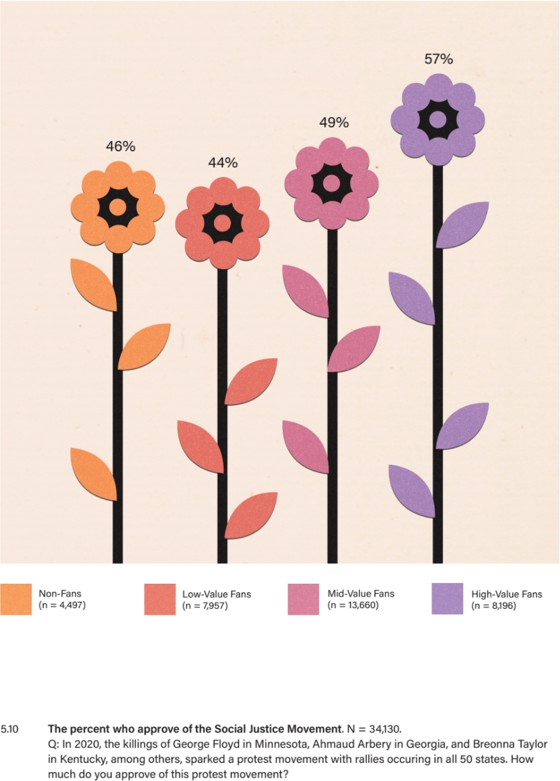 57%
49%
46%
44%
Non-Fans
(n = 4,497)
Low-Value Fans
(n = 7,957)
Mid-Value Fans
(n = 13,660)
High-Value Fans
(n = 8,196)
5.10 The percent who approve of the Social Justice Movement. N = 34,130.
Q: In 2020, the killings of George Floyd in Minnesota, Ahmaud Arbery in Georgia, and Breonna Taylor
in Kentucky, among others, sparked a protest movement with rallies occuring in all 50 states. How
much do you approve of this protest movement?